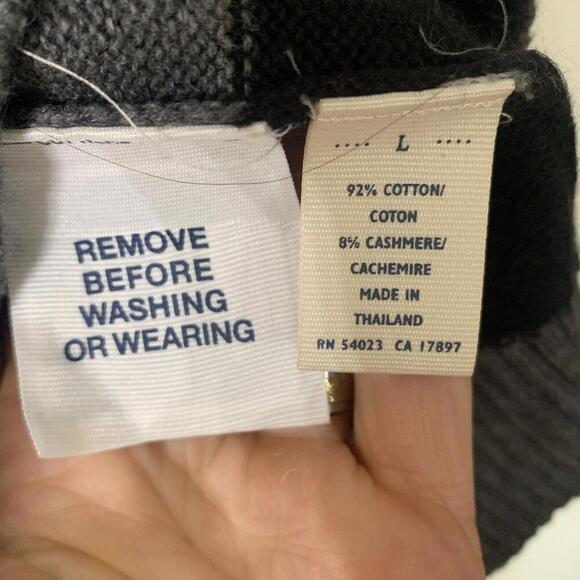 REMOVE
BEFORE
WASHING
OR WEARING
.... L ....
92% COTTON/
COTON
8% CASHMERE/
CACHEMIRE
MADE IN
THAILAND
RN 54023 CA 17897